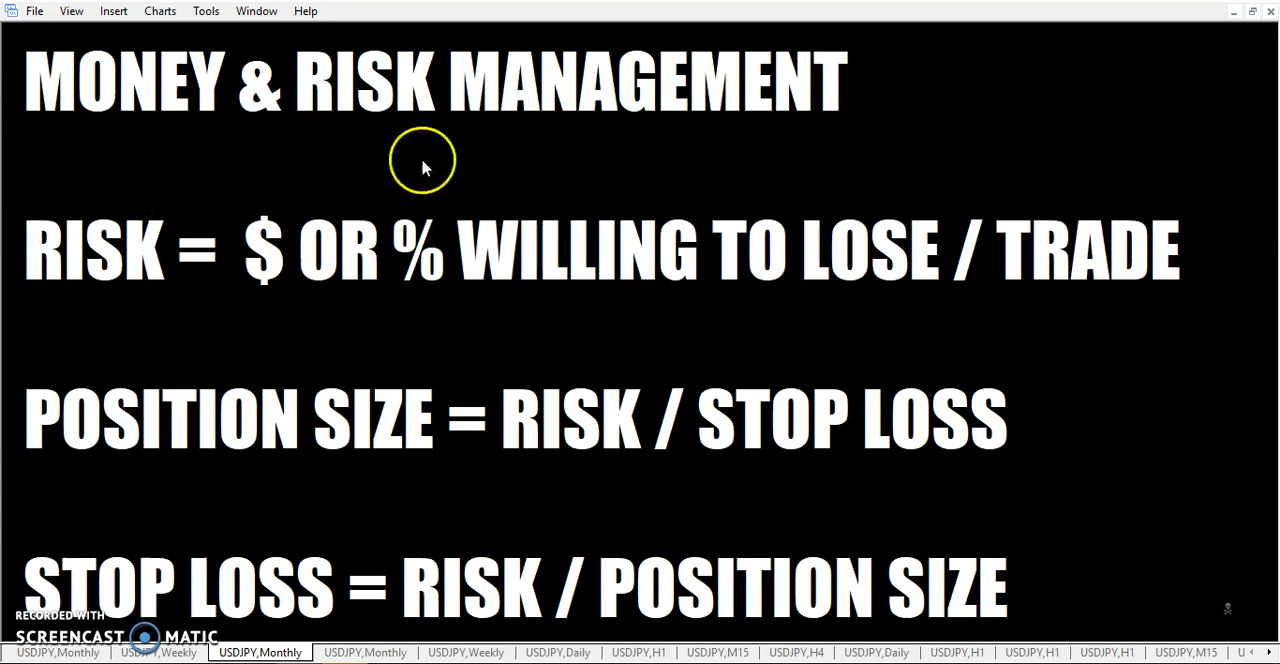 File View Insert Charts Tools Window Help
MONEY & RISK MANAGEMENT
RISK = $ OR % WILLING TO LOSE / TRADE
POSITION SIZE = RISK / STOP LOSS
STOP LOSS = RISK / POSITION SIZE
RECORDED WITH
SCREENCAST MATIC
USDJPY,Monthly USDJPY,Weekly USDJPY,Monthly USDJPY,Monthly USDJPY,Weekly USDJPY,Daily USDJPY,H1 USDJPY,M15 USDJPY,H4 USDJPY,Daily USDJPY,H1 USDJPY,H1 USDJPY,H1 USDJPY,M15 U